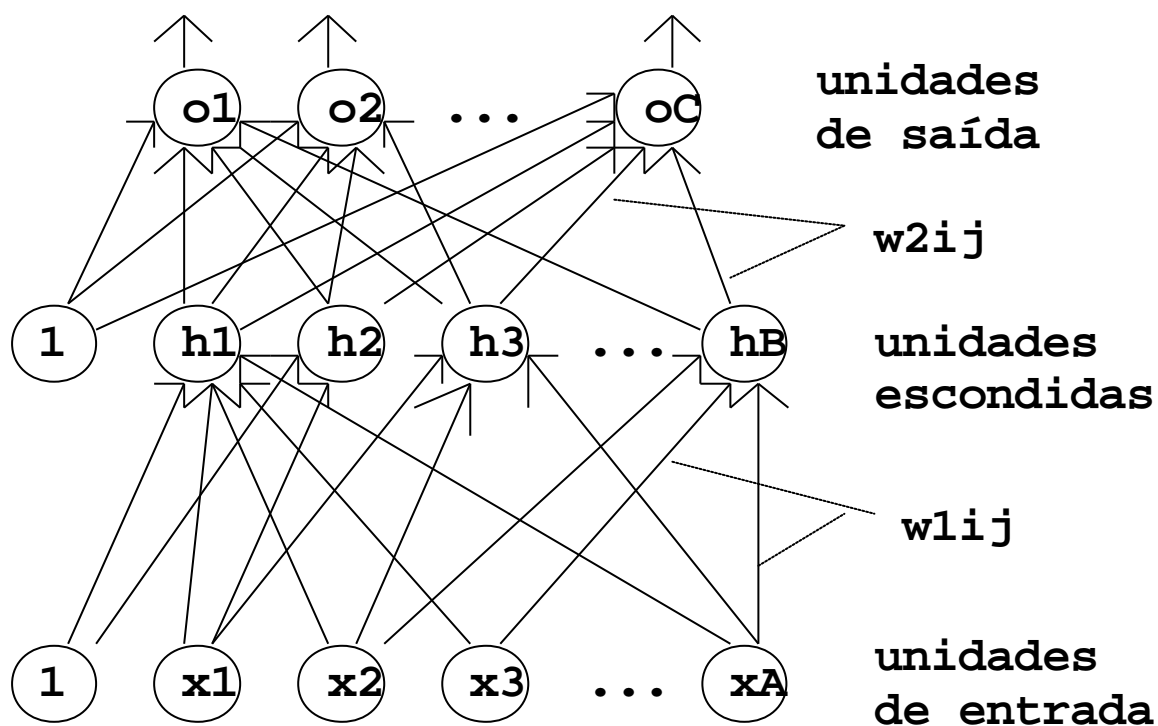 o1 o2 ... oC
unidades
de saída
w2ij
1 h1 h2 h3 ... hB
unidades
escondidas
w1ij
1 x1 x2 x3 ... xA
unidades
de entrada